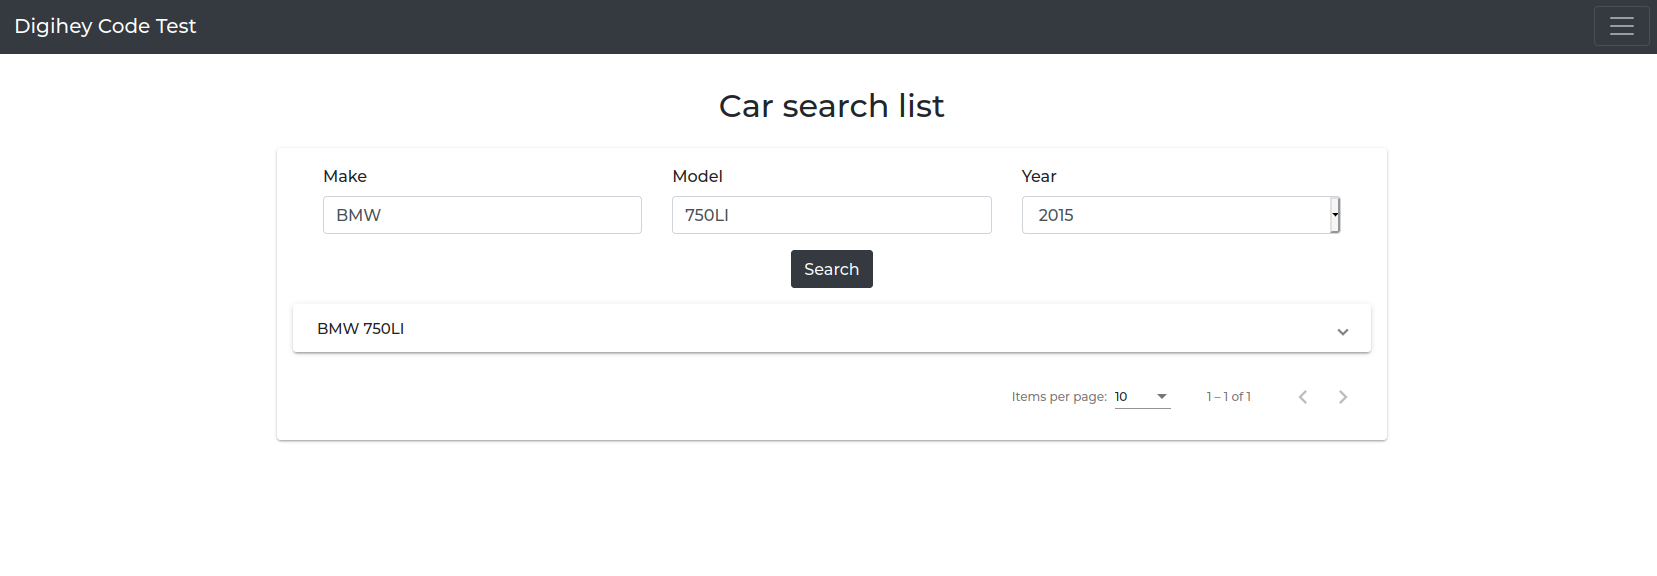 Digihey Code Test
Car search list
Make Model Year
BMW 750LI 2015
Search
BMW 750LI
Items per page: 10 1 – 1 of 1